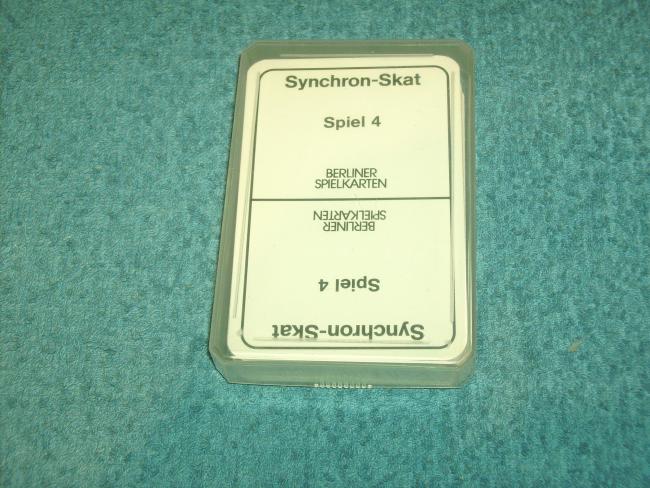 Synchron-Skat
Spiel 4
BERLINER
SPIELKARTEN
BERLINER
SPIELKARTEN
Spiel 4
Synchron-Skat